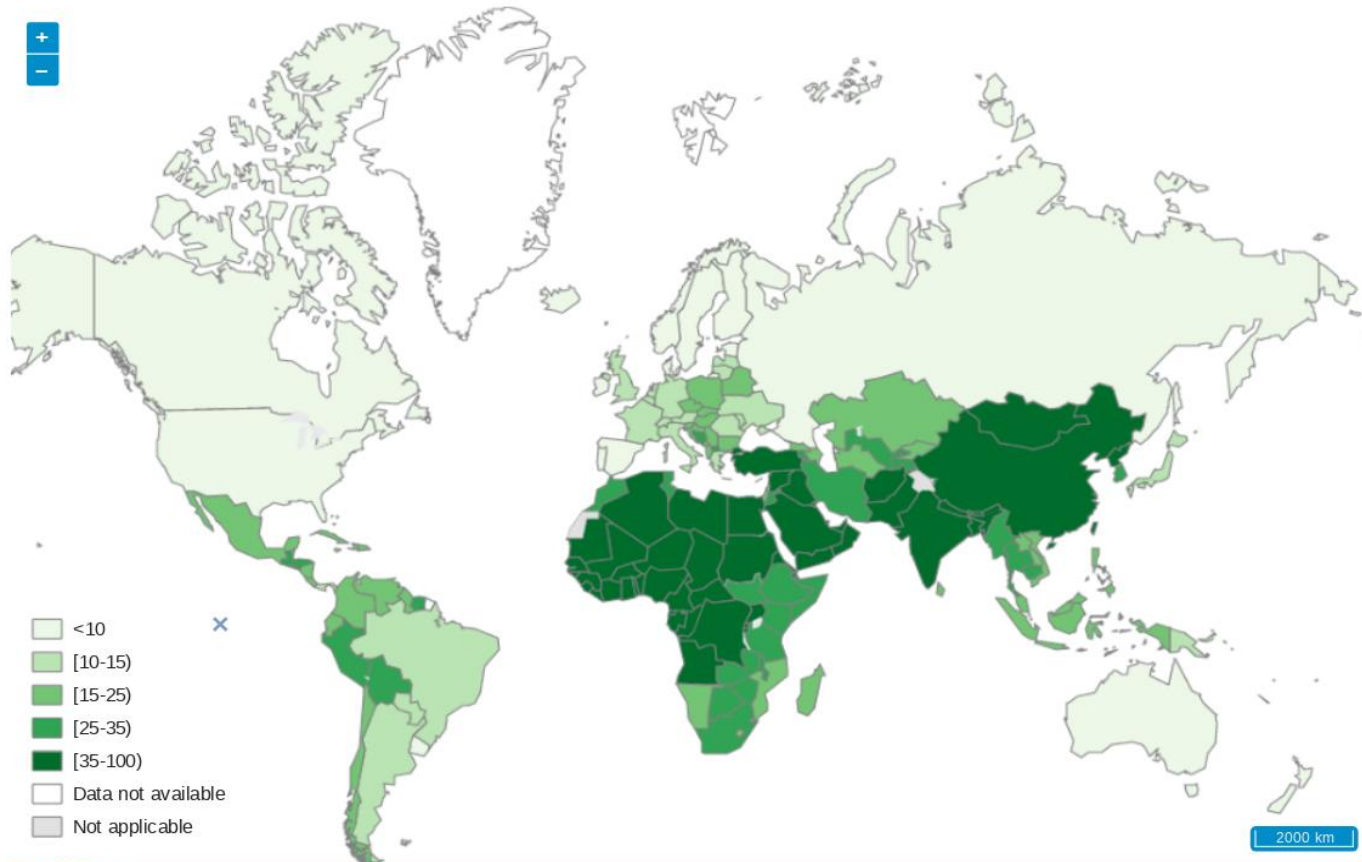 +
−
<10
[10-15)
[15-25)
[25-35)
[35-100)
Data not available
Not applicable
2000 km